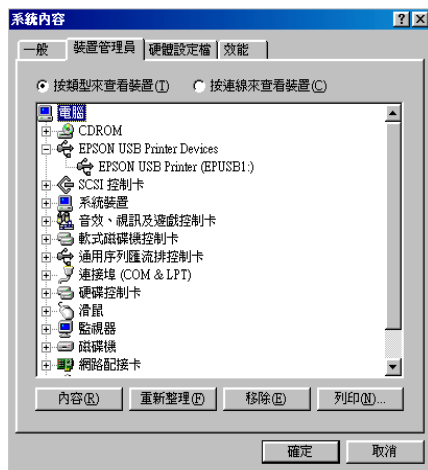 系統內容
一般 裝置管理員 硬體設定檔 效能
按類型來查看裝置(T) 按連線來查看裝置(C)
電腦
CDROM
EPSON USB Printer Devices
EPSON USB Printer (EPUSB1:)
SCSI 控制卡
系統裝置
音效、視訊及遊戲控制卡
軟式磁碟機控制卡
通用序列匯流排控制卡
連接埠 (COM & LPT)
硬碟控制卡
滑鼠
監視器
磁碟機
網路配接卡
內容(R) 重新整理(F) 移除(E) 列印(N)...
確定 取消